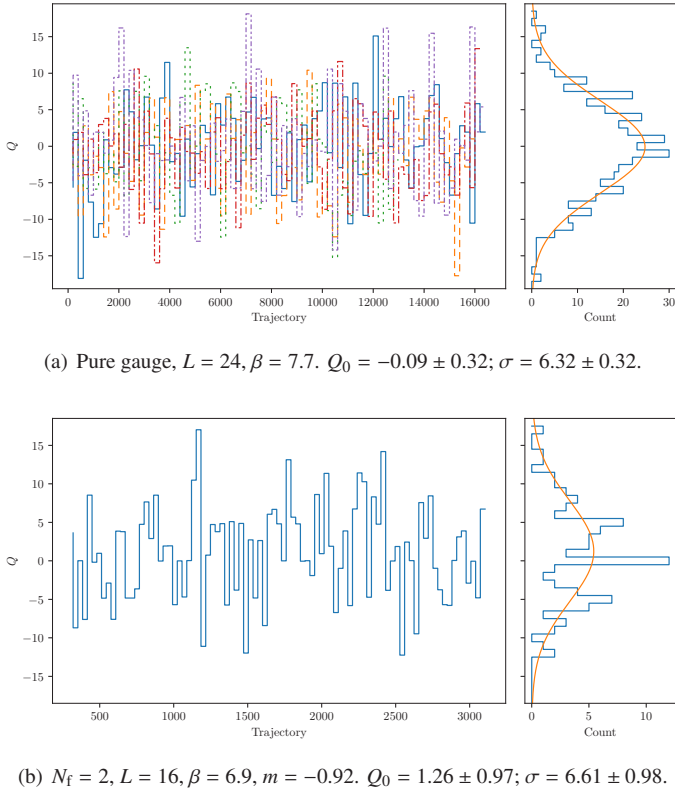 15
10
5
0
−5
−10
−15
Q
0 2000 4000 6000 8000 10000 12000 14000 16000
Trajectory
0 10 20 30
Count
(a) Pure gauge, L = 24, β = 7.7. Q₀ = −0.09 ± 0.32; σ = 6.32 ± 0.32.
15
10
5
0
−5
−10
−15
Q
500 1000 1500 2000 2500 3000
Trajectory
0 5 10
Count
(b) N_f = 2, L = 16, β = 6.9, m = −0.92. Q₀ = 1.26 ± 0.97; σ = 6.61 ± 0.98.